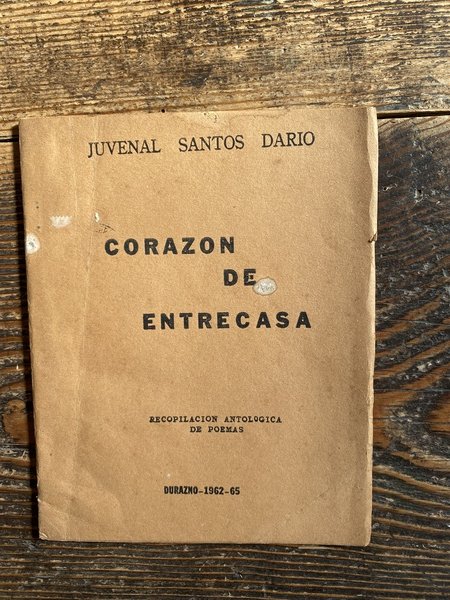 JUVENAL SANTOS DARIO
CORAZON
DE
ENTRECASA
RECOPILACION ANTOLOGICA
DE POEMAS
DURAZNO-1962-65